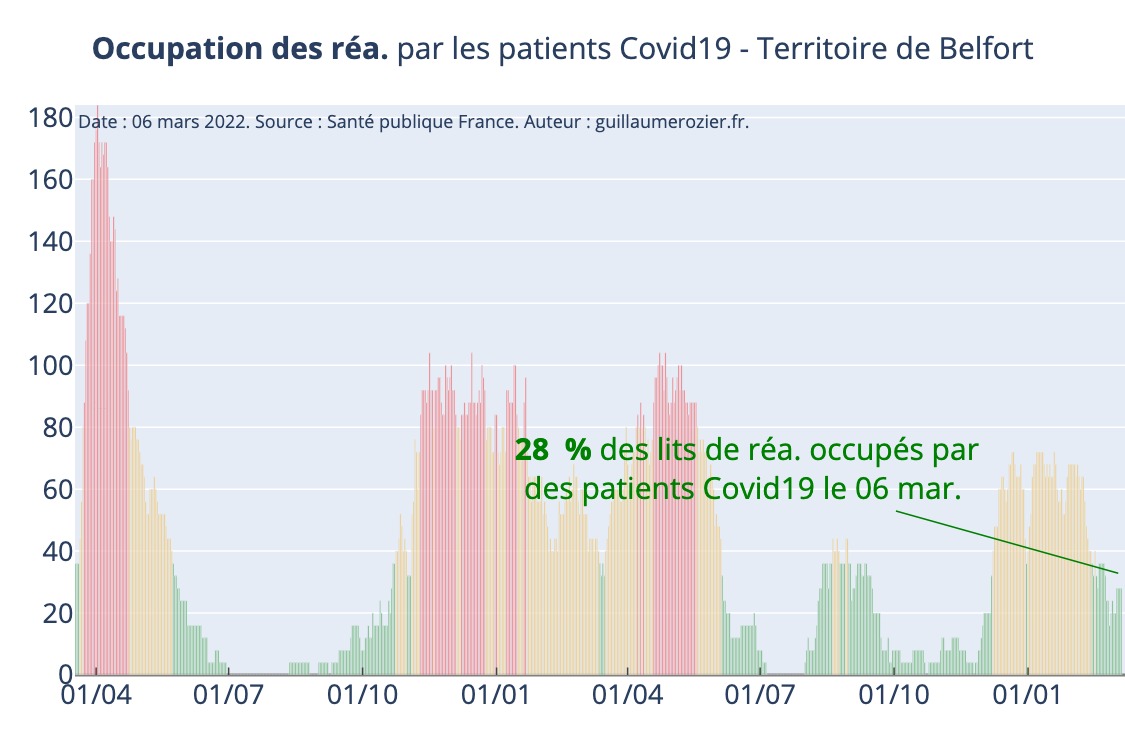 Occupation des réa. par les patients Covid19 - Territoire de Belfort
180
Date : 06 mars 2022. Source : Santé publique France. Auteur : guillaumerozier.fr.
160
140
120
100
80
28  % des lits de réa. occupés par
des patients Covid19 le 06 mar.
60
40
20
0
01/04 01/07 01/10 01/01 01/04 01/07 01/10 01/01